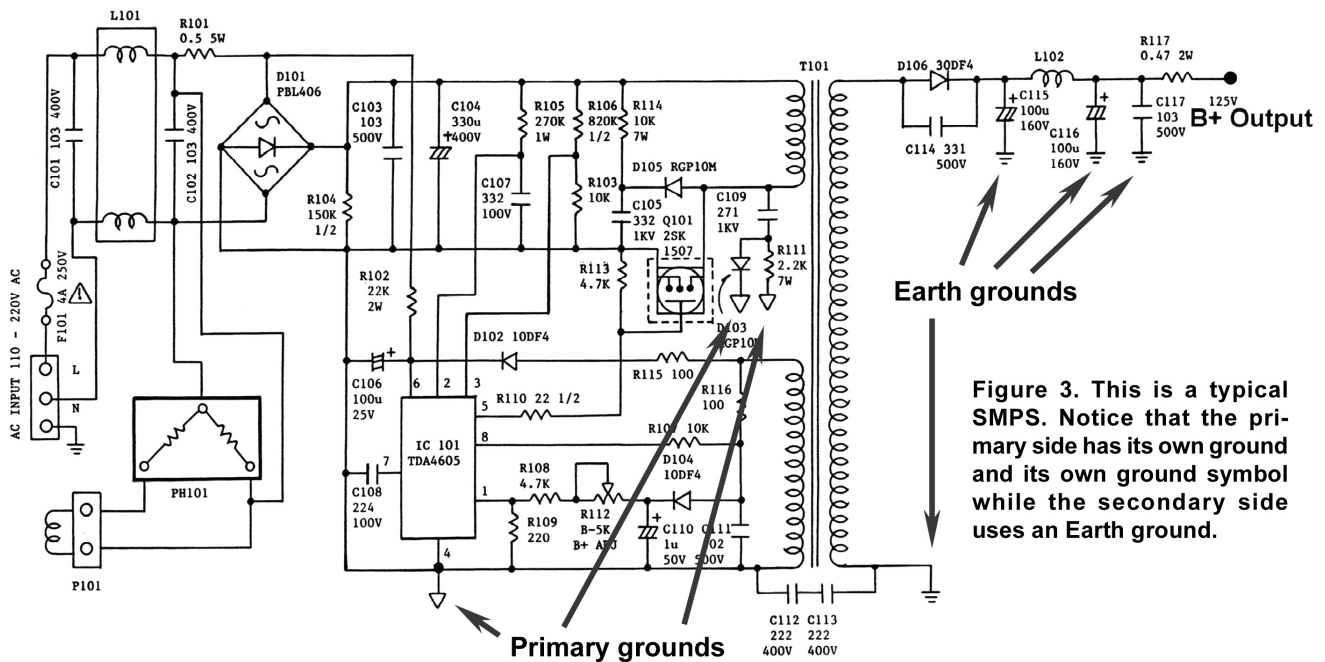 L101
R101
0.5 5W
D101
PBL406
C101 103 400V
C102 103 400V
R104
150K
1/2
C103
103
500V
C104
330u
400V
+
R105
270K
1W
R106
820K
1/2
R114
10K
7W
C107
332
100V
R103
10K
D105 RGP10M
C105
332
1KV
Q101
2SK
1507
C109
271
1KV
R111
2.2K
7W
R113
4.7K
T101
D106 30DF4
C114 331
500V
L102
C115
100u
160V
+
C116
100u
160V
+
R117
0.47 2W
C117
103
500V
125V
B+ Output
Earth grounds
F101 4A 250V
AC INPUT 110 - 220V AC
L
N
PH101
P101
R102
22K
2W
D102 10DF4
C106
100u
25V
+
6
2
3
5
8
1
7
4
R110 22 1/2
R115 100
R116
100
R107 10K
IC 101
TDA4605
C108
224
100V
R108
4.7K
R109
220
R112
B-5K
B+ ADJ
D104
10DF4
C110
1u
50V
+
C111
500V
C112
222
400V
C113
222
400V
D103
Primary grounds
Figure 3. This is a typical
SMPS. Notice that the pri-
mary side has its own ground
and its own ground symbol
while the secondary side
uses an Earth ground.